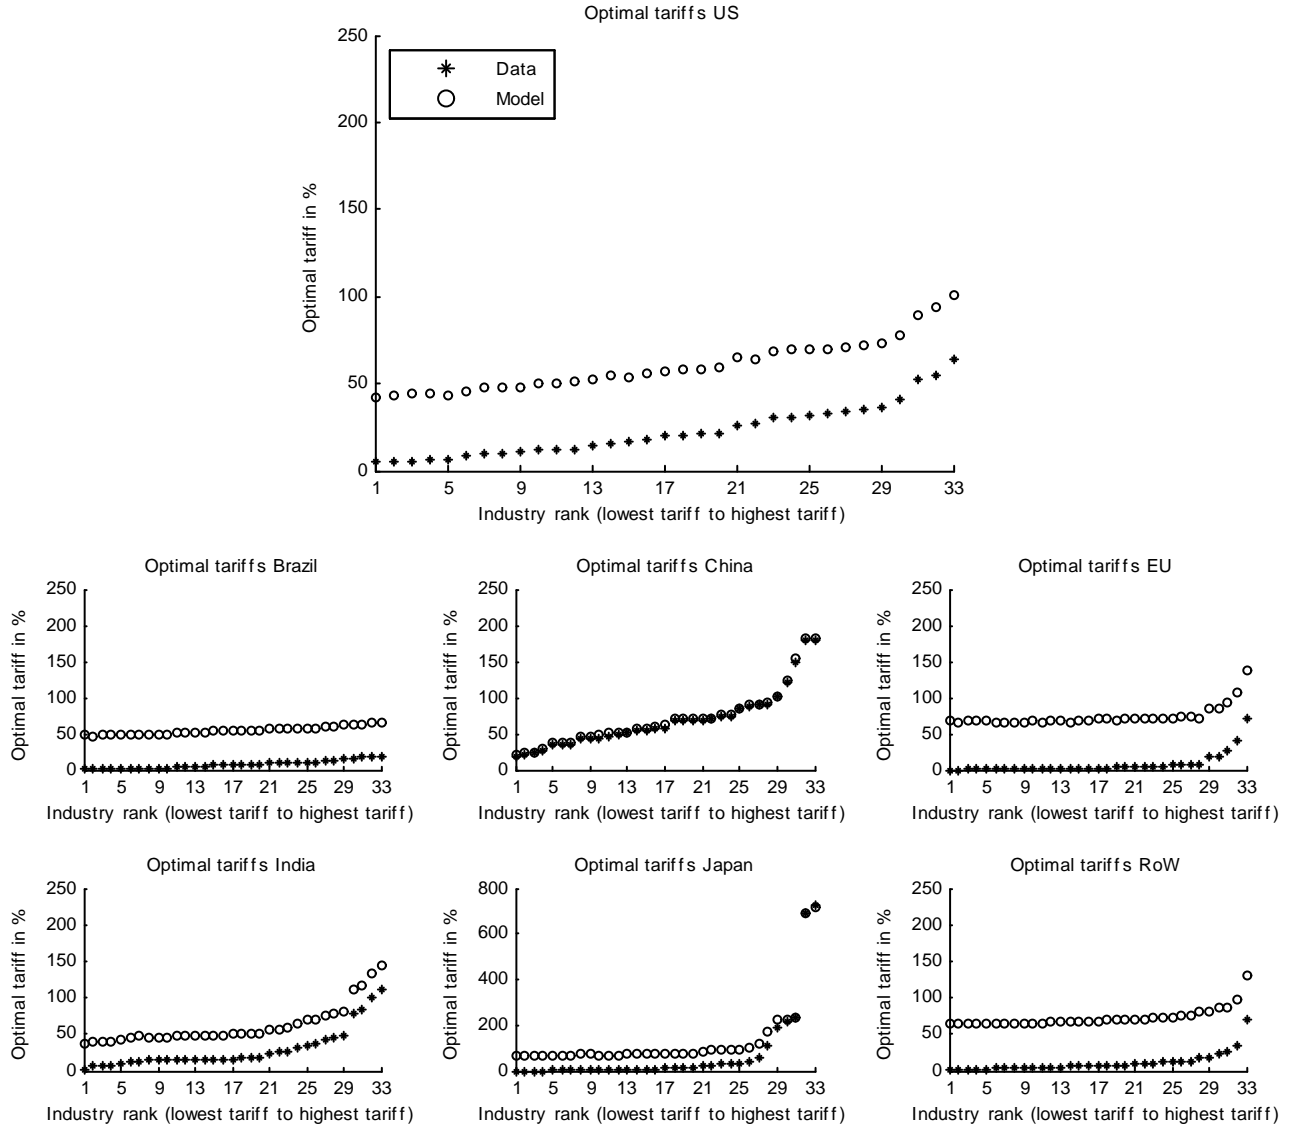 Optimal tariffs US
250
200
150
100
50
0
Optimal tariff in %
Data
Model
1 5 9 13 17 21 25 29 33
Industry rank (lowest tariff to highest tariff)
Optimal tariffs Brazil
250
200
150
100
50
0
Optimal tariff in %
1 5 9 13 17 21 25 29 33
Industry rank (lowest tariff to highest tariff)
Optimal tariffs China
250
200
150
100
50
0
Optimal tariff in %
1 5 9 13 17 21 25 29 33
Industry rank (lowest tariff to highest tariff)
Optimal tariffs EU
250
200
150
100
50
0
Optimal tariff in %
1 5 9 13 17 21 25 29 33
Industry rank (lowest tariff to highest tariff)
Optimal tariffs India
250
200
150
100
50
0
Optimal tariff in %
1 5 9 13 17 21 25 29 33
Industry rank (lowest tariff to highest tariff)
Optimal tariffs Japan
800
600
400
200
0
Optimal tariff in %
1 5 9 13 17 21 25 29 33
Industry rank (lowest tariff to highest tariff)
Optimal tariffs RoW
250
200
150
100
50
0
Optimal tariff in %
1 5 9 13 17 21 25 29 33
Industry rank (lowest tariff to highest tariff)